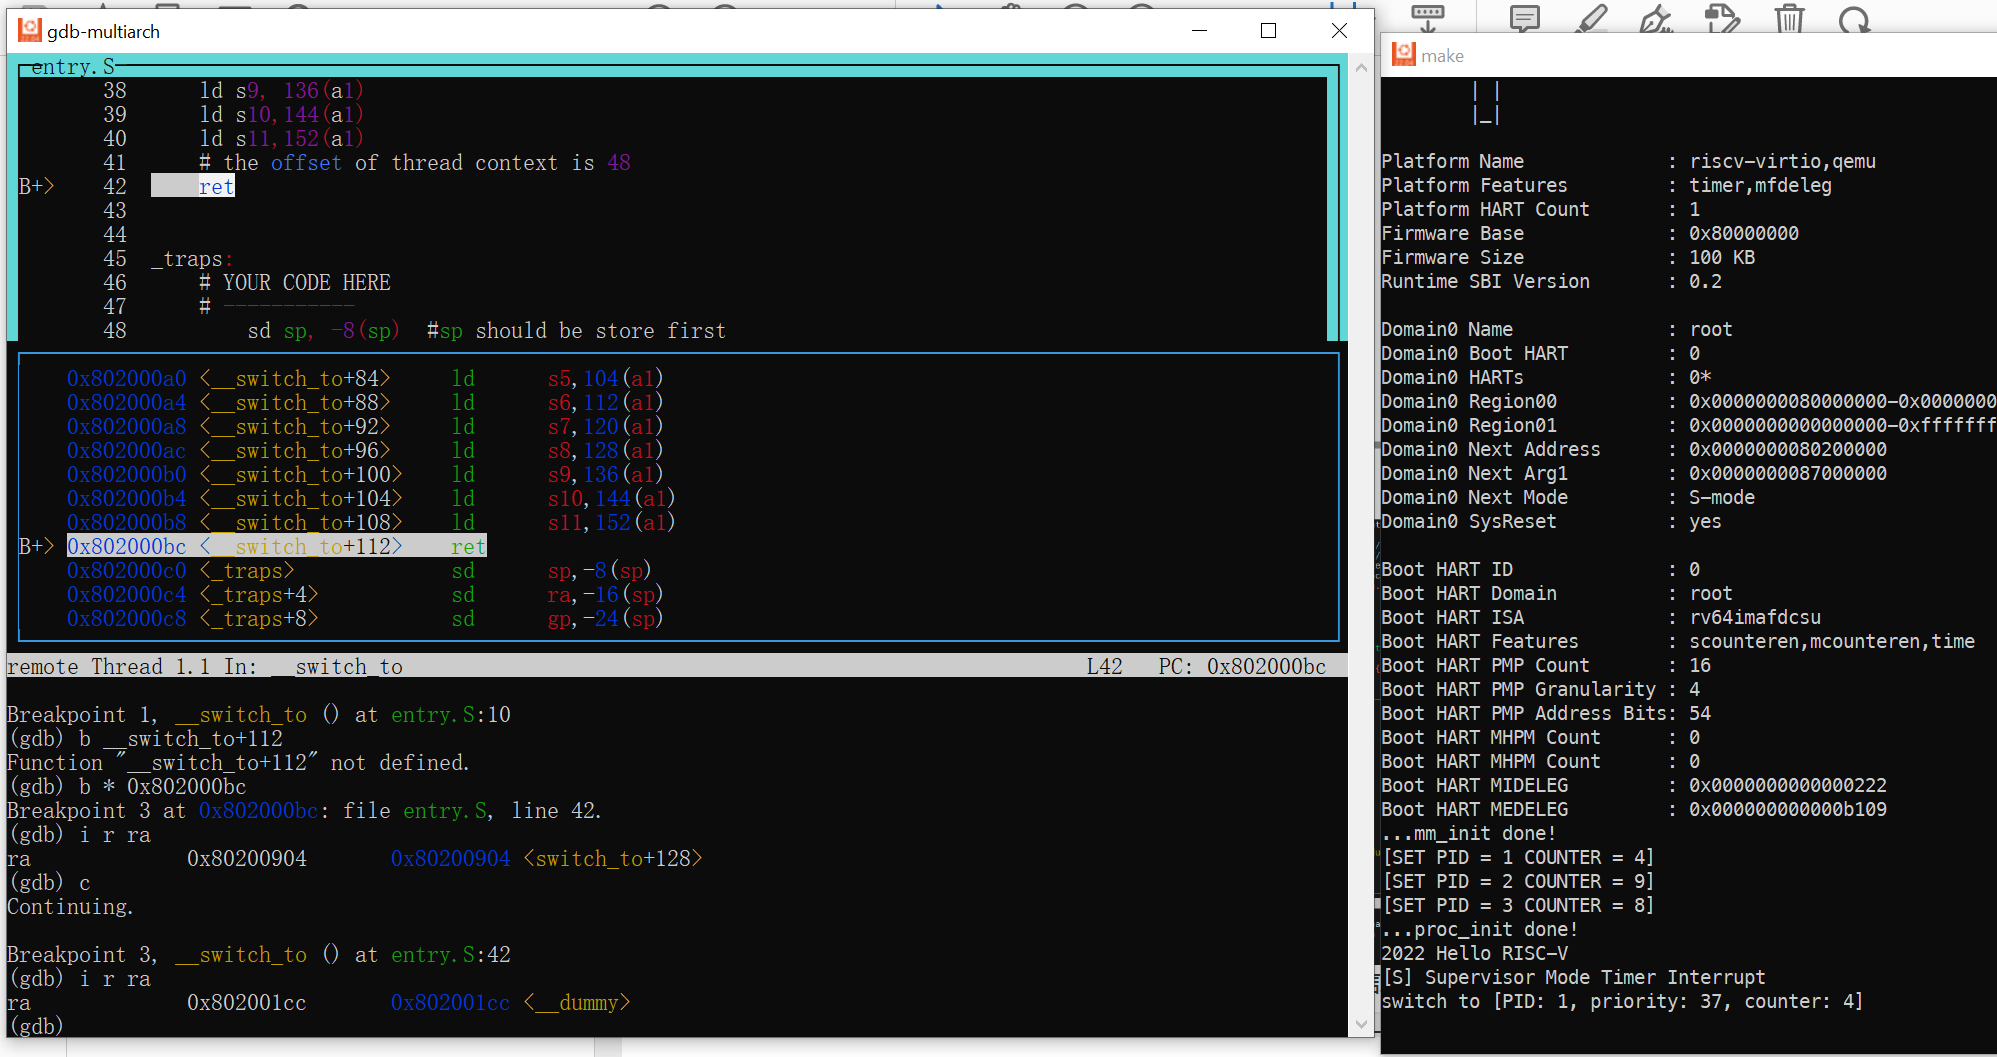 gdb-multiarch
entry.S
38 ld s9, 136(a1)
39 ld s10,144(a1)
40 ld s11,152(a1)
41 # the offset of thread context is 48
B+> 42 ret
43
44
45 _traps:
46 # YOUR CODE HERE
47 # -----------
48 sd sp, -8(sp) #sp should be store first
0x802000a0 <__switch_to+84> ld s5,104(a1)
0x802000a4 <__switch_to+88> ld s6,112(a1)
0x802000a8 <__switch_to+92> ld s7,120(a1)
0x802000ac <__switch_to+96> ld s8,128(a1)
0x802000b0 <__switch_to+100> ld s9,136(a1)
0x802000b4 <__switch_to+104> ld s10,144(a1)
0x802000b8 <__switch_to+108> ld s11,152(a1)
B+> 0x802000bc <__switch_to+112> ret
0x802000c0 <_traps> sd sp,-8(sp)
0x802000c4 <_traps+4> sd ra,-16(sp)
0x802000c8 <_traps+8> sd gp,-24(sp)
remote Thread 1.1 In: __switch_to L42 PC: 0x802000bc
Breakpoint 1, __switch_to () at entry.S:10
(gdb) b __switch_to+112
Function "__switch_to+112" not defined.
(gdb) b * 0x802000bc
Breakpoint 3 at 0x802000bc: file entry.S, line 42.
(gdb) i r ra
ra 0x80200904 0x80200904 <switch_to+128>
(gdb) c
Continuing.
Breakpoint 3, __switch_to () at entry.S:42
(gdb) i r ra
ra 0x802001cc 0x802001cc <__dummy>
(gdb)
make
| |
|_|
Platform Name : riscv-virtio,qemu
Platform Features : timer,mfdeleg
Platform HART Count : 1
Firmware Base : 0x80000000
Firmware Size : 100 KB
Runtime SBI Version : 0.2
Domain0 Name : root
Domain0 Boot HART : 0
Domain0 HARTs : 0*
Domain0 Region00 : 0x0000000080000000-0x0000000
Domain0 Region01 : 0x0000000000000000-0xfffffff
Domain0 Next Address : 0x0000000080200000
Domain0 Next Arg1 : 0x0000000087000000
Domain0 Next Mode : S-mode
Domain0 SysReset : yes
Boot HART ID : 0
Boot HART Domain : root
Boot HART ISA : rv64imafdcsu
Boot HART Features : scounteren,mcounteren,time
Boot HART PMP Count : 16
Boot HART PMP Granularity : 4
Boot HART PMP Address Bits: 54
Boot HART MHPM Count : 0
Boot HART MHPM Count : 0
Boot HART MIDELEG : 0x0000000000000222
Boot HART MEDELEG : 0x000000000000b109
...mm_init done!
[SET PID = 1 COUNTER = 4]
[SET PID = 2 COUNTER = 9]
[SET PID = 3 COUNTER = 8]
...proc_init done!
2022 Hello RISC-V
[S] Supervisor Mode Timer Interrupt
switch to [PID: 1, priority: 37, counter: 4]